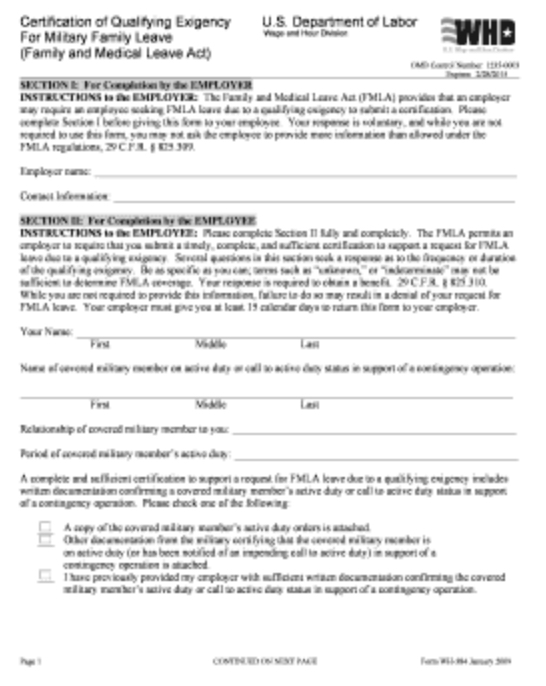 Certification of Qualifying Exigency
For Military Family Leave
(Family and Medical Leave Act)
U.S. Department of Labor
Wage and Hour Division
WHD
U.S. Wage and Hour Division
OMB Control Number: 1235-0003
Expires: 2/28/2015
SECTION I: For Completion by the EMPLOYER
INSTRUCTIONS to the EMPLOYER: The Family and Medical Leave Act (FMLA) provides that an employer
may require an employee seeking FMLA leave due to a qualifying exigency to submit a certification. Please
complete Section I before giving this form to your employee. Your response is voluntary, and while you are not
required to use this form, you may not ask the employee to provide more information than allowed under the
FMLA regulations, 29 C.F.R. § 825.309.
Employer name:
Contact Information:
SECTION II: For Completion by the EMPLOYEE
INSTRUCTIONS to the EMPLOYEE: Please complete Section II fully and completely. The FMLA permits an
employer to require that you submit a timely, complete, and sufficient certification to support a request for FMLA
leave due to a qualifying exigency. Several questions in this section seek a response as to the frequency or duration
of the qualifying exigency. Be as specific as you can; terms such as "unknown," or "indeterminate" may not be
sufficient to determine FMLA coverage. Your response is required to obtain a benefit. 29 C.F.R. § 825.310.
While you are not required to provide this information, failure to do so may result in a denial of your request for
FMLA leave. Your employer must give you at least 15 calendar days to return this form to your employer.
Your Name:
First Middle Last
Name of covered military member on active duty or call to active duty status in support of a contingency operation:
First Middle Last
Relationship of covered military member to you:
Period of covered military member's active duty:
A complete and sufficient certification to support a request for FMLA leave due to a qualifying exigency includes
written documentation confirming a covered military member's active duty or call to active duty status in support
of a contingency operation. Please check one of the following:
A copy of the covered military member's active duty orders is attached.
Other documentation from the military certifying that the covered military member is
on active duty (or has been notified of an impending call to active duty) in support of a
contingency operation is attached.
I have previously provided my employer with sufficient written documentation confirming the covered
military member's active duty or call to active duty status in support of a contingency operation.
Page 1
CONTINUED ON NEXT PAGE
Form WH-384 January 2009